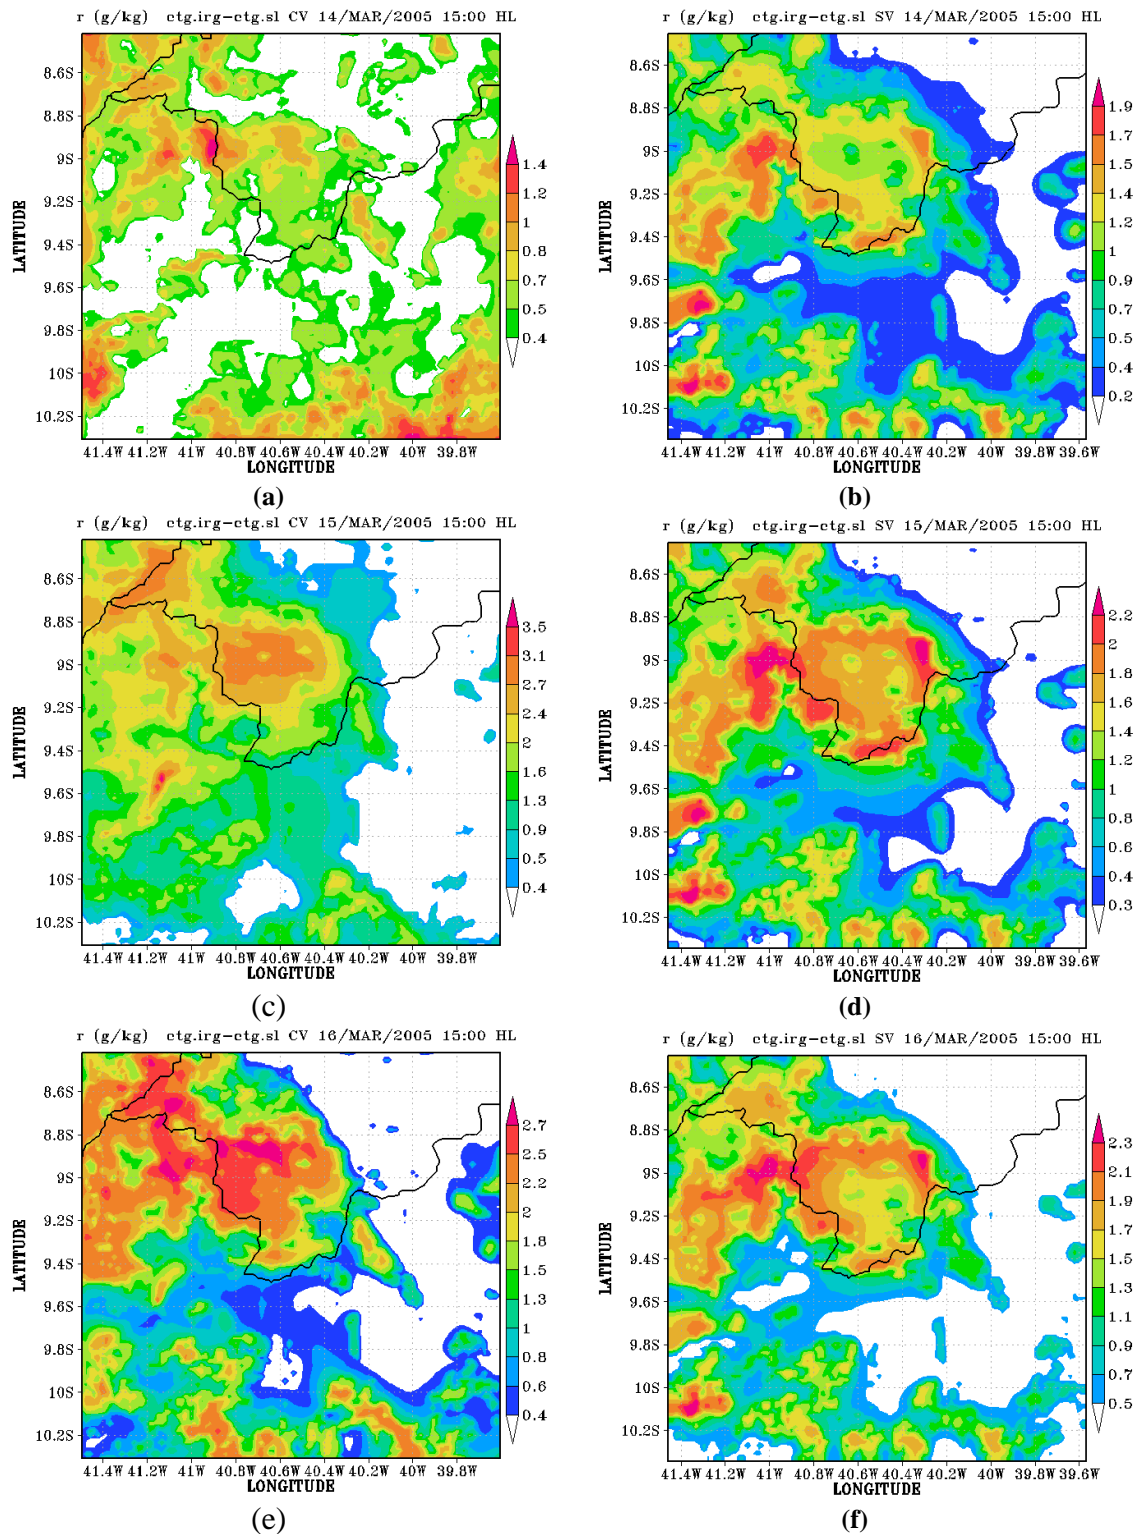 r (g/kg) ctg.irg-ctg.sl CV 14/MAR/2005 15:00 HL
LATITUDE
8.6S
8.8S
9S
9.2S
9.4S
9.6S
9.8S
10S
10.2S
41.4W 41.2W 41W 40.8W 40.6W 40.4W 40.2W 40W 39.8W
LONGITUDE
1.4
1.2
1
0.8
0.7
0.5
0.4
(a)
r (g/kg) ctg.irg-ctg.sl SV 14/MAR/2005 15:00 HL
LATITUDE
8.6S
8.8S
9S
9.2S
9.4S
9.6S
9.8S
10S
10.2S
41.4W 41.2W 41W 40.8W 40.6W 40.4W 40.2W 40W 39.8W 39.6W
LONGITUDE
1.9
1.7
1.5
1.4
1.2
1
0.9
0.7
0.5
0.4
0.2
(b)
r (g/kg) ctg.irg-ctg.sl CV 15/MAR/2005 15:00 HL
LATITUDE
8.6S
8.8S
9S
9.2S
9.4S
9.6S
9.8S
10S
10.2S
41.4W 41.2W 41W 40.8W 40.6W 40.4W 40.2W 40W 39.8W
LONGITUDE
3.5
3.1
2.7
2.4
2
1.6
1.3
0.9
0.5
0.4
(c)
r (g/kg) ctg.irg-ctg.sl SV 15/MAR/2005 15:00 HL
LATITUDE
8.6S
8.8S
9S
9.2S
9.4S
9.6S
9.8S
10S
10.2S
41.4W 41.2W 41W 40.8W 40.6W 40.4W 40.2W 40W 39.8W 39.6W
LONGITUDE
2.2
2
1.8
1.6
1.4
1.2
1
0.8
0.6
0.4
0.3
(d)
r (g/kg) ctg.irg-ctg.sl CV 16/MAR/2005 15:00 HL
LATITUDE
8.6S
8.8S
9S
9.2S
9.4S
9.6S
9.8S
10S
10.2S
41.4W 41.2W 41W 40.8W 40.6W 40.4W 40.2W 40W 39.8W
LONGITUDE
2.7
2.5
2.2
2
1.8
1.5
1.3
1
0.8
0.6
0.4
(e)
r (g/kg) ctg.irg-ctg.sl SV 16/MAR/2005 15:00 HL
LATITUDE
8.6S
8.8S
9S
9.2S
9.4S
9.6S
9.8S
10S
10.2S
41.4W 41.2W 41W 40.8W 40.6W 40.4W 40.2W 40W 39.8W 39.6W
LONGITUDE
2.3
2.1
1.9
1.7
1.5
1.3
1.1
0.9
0.7
0.5
(f)